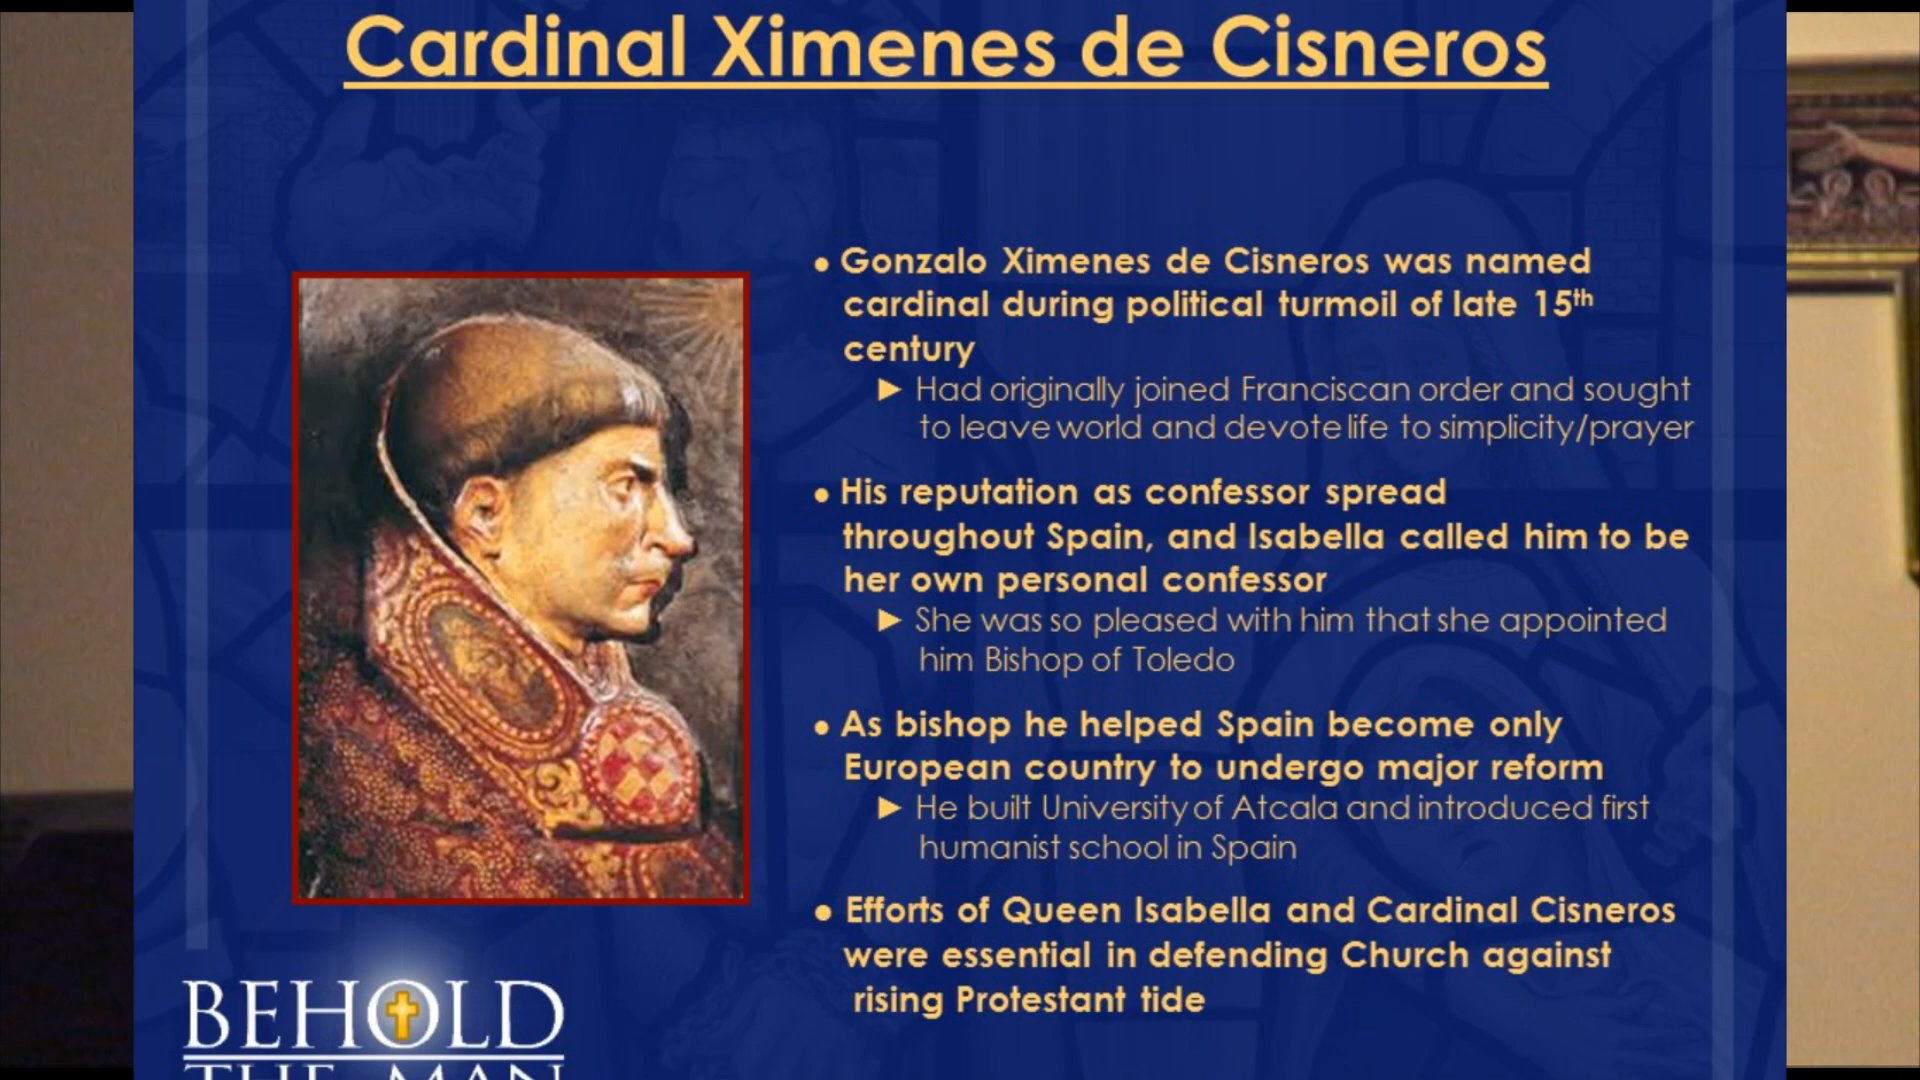 Cardinal Ximenes de Cisneros
• Gonzalo Ximenes de Cisneros was named
cardinal during political turmoil of late 15th
century
► Had originally joined Franciscan order and sought
to leave world and devote life to simplicity/prayer
• His reputation as confessor spread
throughout Spain, and Isabella called him to be
her own personal confessor
► She was so pleased with him that she appointed
him Bishop of Toledo
• As bishop he helped Spain become only
European country to undergo major reform
► He built University of Atcala and introduced first
humanist school in Spain
• Efforts of Queen Isabella and Cardinal Cisneros
were essential in defending Church against
rising Protestant tide
BEHOLD
THE MAN